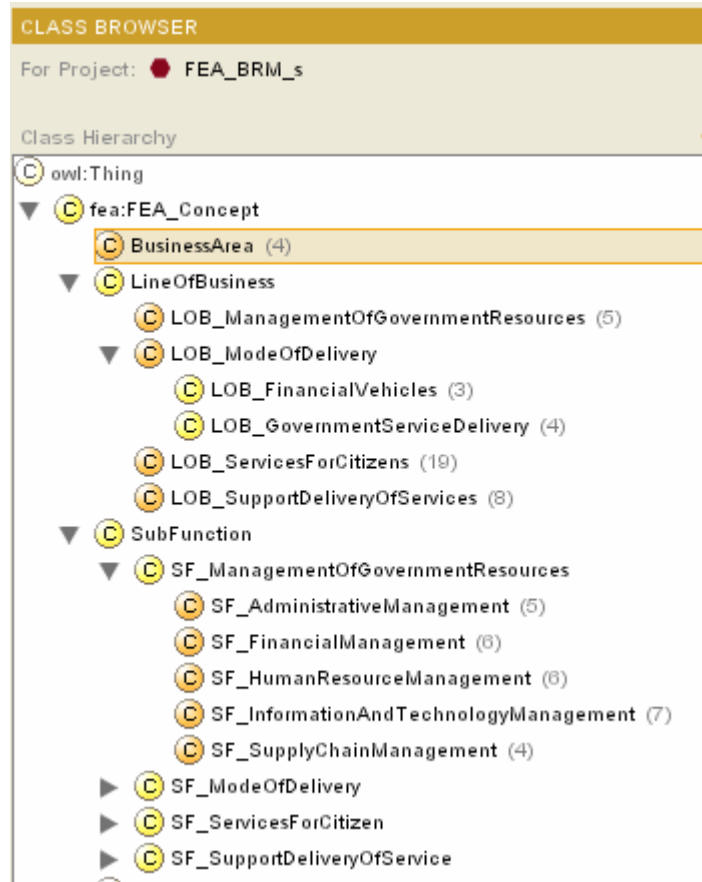 CLASS BROWSER
For Project: FEA_BRM_s
Class Hierarchy
C owl:Thing
C fea:FEA_Concept
C BusinessArea (4)
C LineOfBusiness
C LOB_ManagementOfGovernmentResources (5)
C LOB_ModeOfDelivery
C LOB_FinancialVehicles (3)
C LOB_GovernmentServiceDelivery (4)
C LOB_ServicesForCitizens (19)
C LOB_SupportDeliveryOfServices (8)
C SubFunction
C SF_ManagementOfGovernmentResources
C SF_AdministrativeManagement (5)
C SF_FinancialManagement (6)
C SF_HumanResourceManagement (6)
C SF_InformationAndTechnologyManagement (7)
C SF_SupplyChainManagement (4)
C SF_ModeOfDelivery
C SF_ServicesForCitizen
C SF_SupportDeliveryOfService